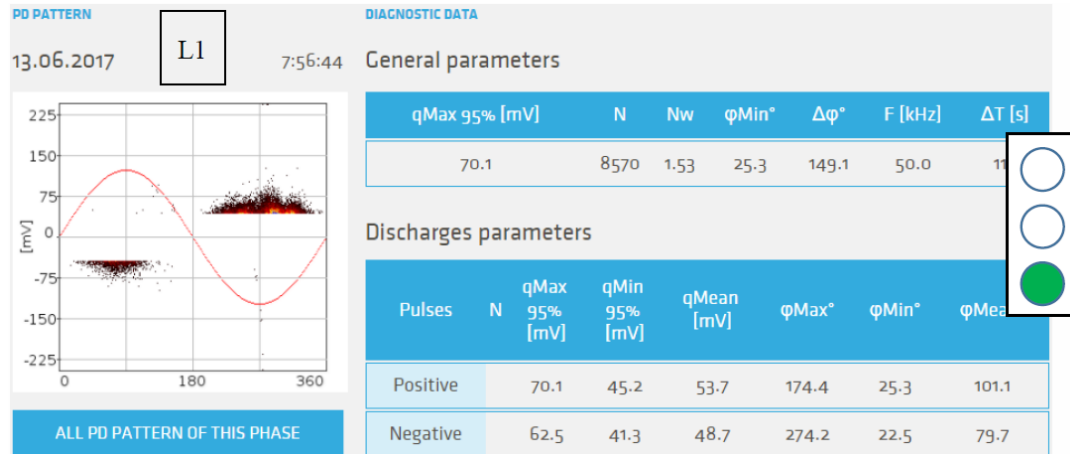 PD PATTERN
13.06.2017
L1
7:56:44
225
150
75
0
-75
-150
-225
[mV]
0 180 360
ALL PD PATTERN OF THIS PHASE
DIAGNOSTIC DATA
General parameters
qMax 95% [mV] N Nw φMin° Δφ° F [kHz] ΔT [s]
70.1 8570 1.53 25.3 149.1 50.0 11
Discharges parameters
Pulses N qMax 95% [mV] qMin 95% [mV] qMean [mV] φMax° φMin° φMea
Positive 70.1 45.2 53.7 174.4 25.3 101.1
Negative 62.5 41.3 48.7 274.2 22.5 79.7